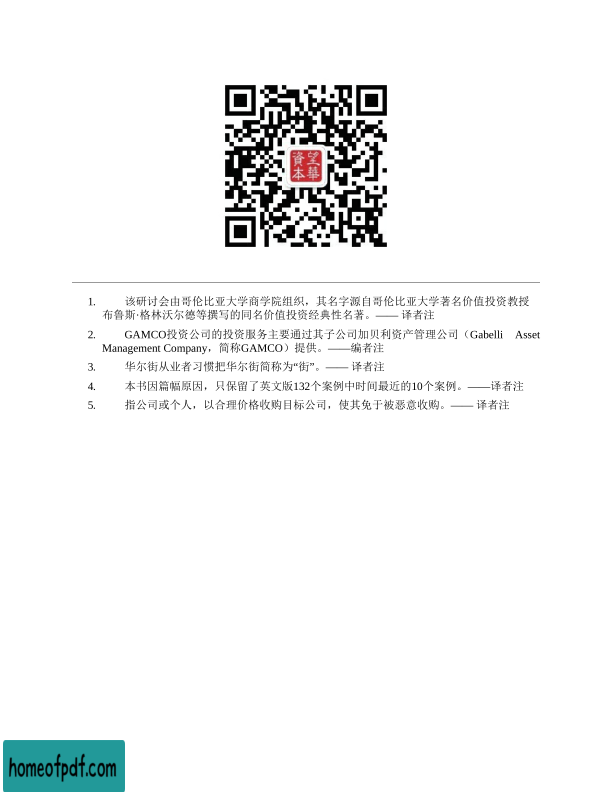 資望
本華
1. 该研讨会由哥伦比亚大学商学院组织，其名字源自哥伦比亚大学著名价值投资教授
布鲁斯·格林沃尔德等撰写的同名价值投资经典性名著。—— 译者注
2. GAMCO投资公司的投资服务主要通过其子公司加贝利资产管理公司（Gabelli Asset
Management Company，简称GAMCO）提供。——编者注
3. 华尔街从业者习惯把华尔街简称为“街”。—— 译者注
4. 本书因篇幅原因，只保留了英文版132个案例中时间最近的10个案例。——译者注
5. 指公司或个人，以合理价格收购目标公司，使其免于被恶意收购。—— 译者注
homeofpdf.com